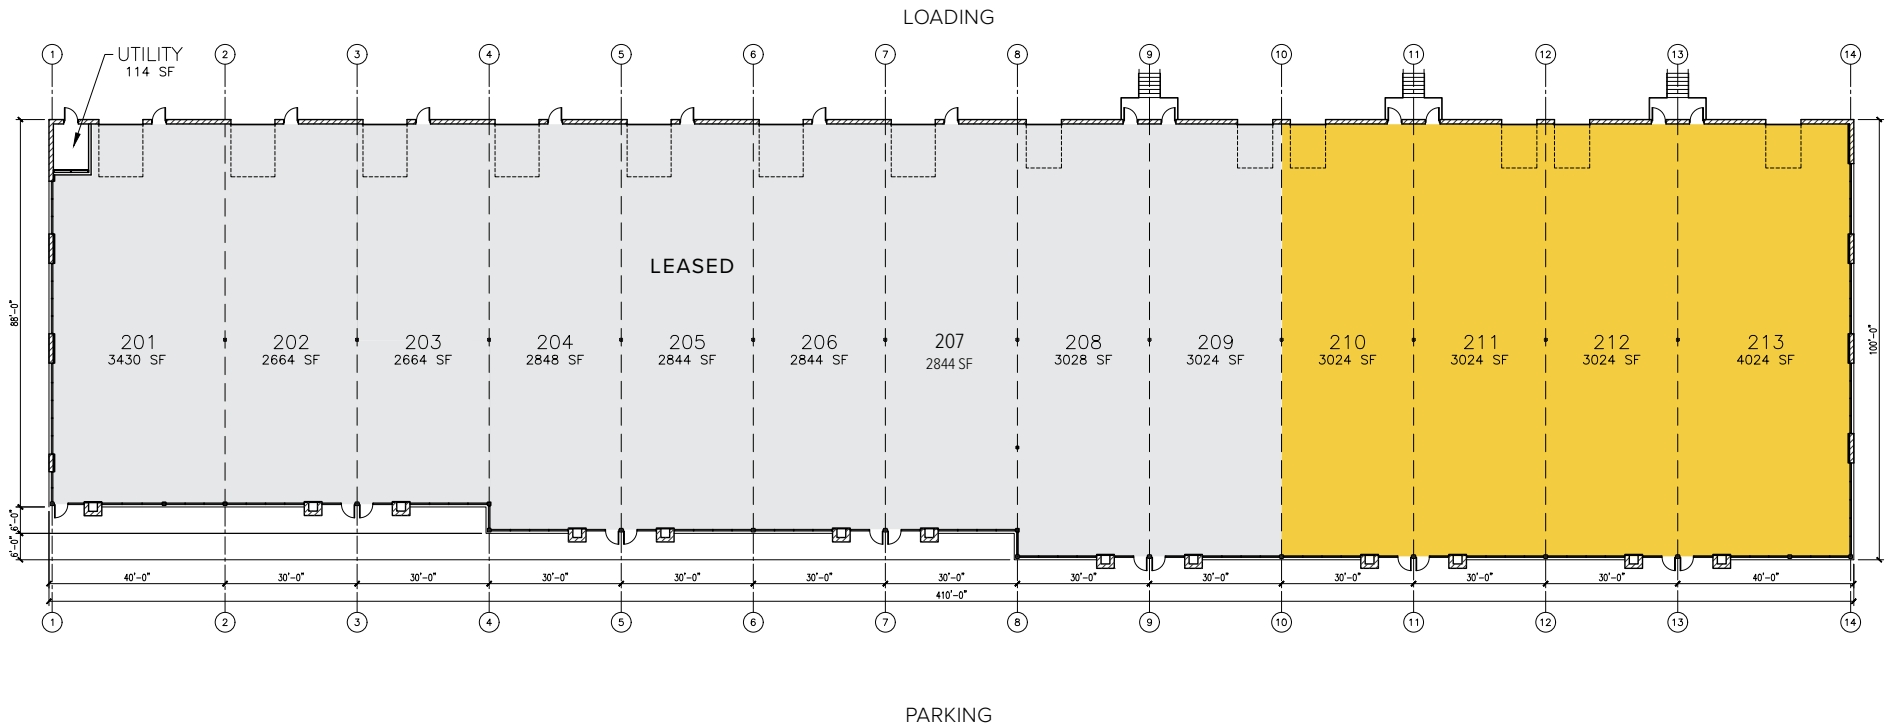 LOADING
1 2 3 4 5 6 7 8 9 10 11 12 13 14
UTILITY
114 SF
LEASED
88'-0"
100'-0"
201 202 203 204 205 206 207 208 209 210 211 212 213
3430 SF 2664 SF 2664 SF 2848 SF 2844 SF 2844 SF 2844 SF 3028 SF 3024 SF 3024 SF 3024 SF 3024 SF 4024 SF
6'-0"
6'-0"
40'-0" 30'-0" 30'-0" 30'-0" 30'-0" 30'-0" 30'-0" 30'-0" 30'-0" 30'-0" 30'-0" 30'-0" 40'-0"
410'-0"
1 2 3 4 5 6 7 8 9 10 11 12 13 14
PARKING